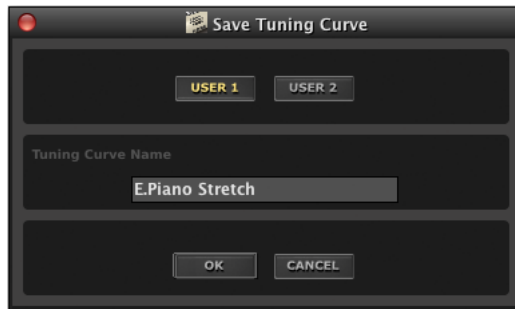 Save Tuning Curve
USER 1 USER 2
Tuning Curve Name
E.Piano Stretch
OK CANCEL